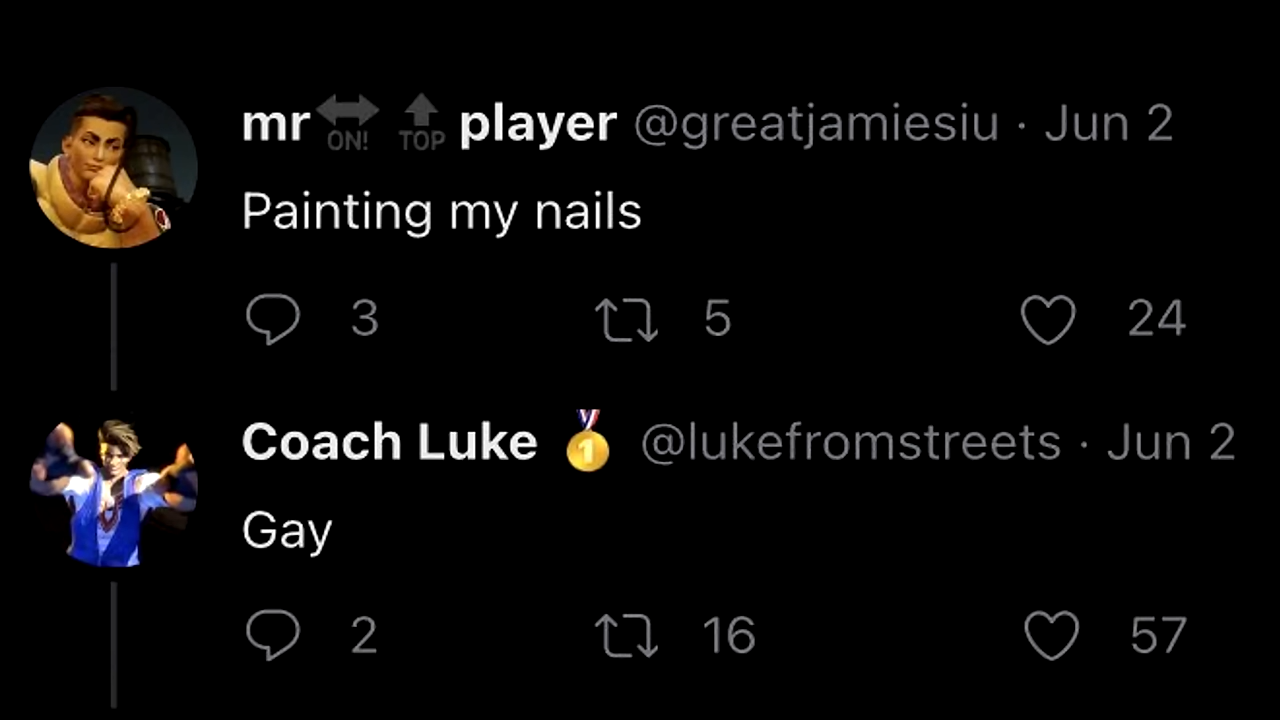 mr ON! TOP player @greatjamiesiu · Jun 2
Painting my nails
3 5 24
Coach Luke 🥇 @lukefromstreets · Jun 2
Gay
2 16 57